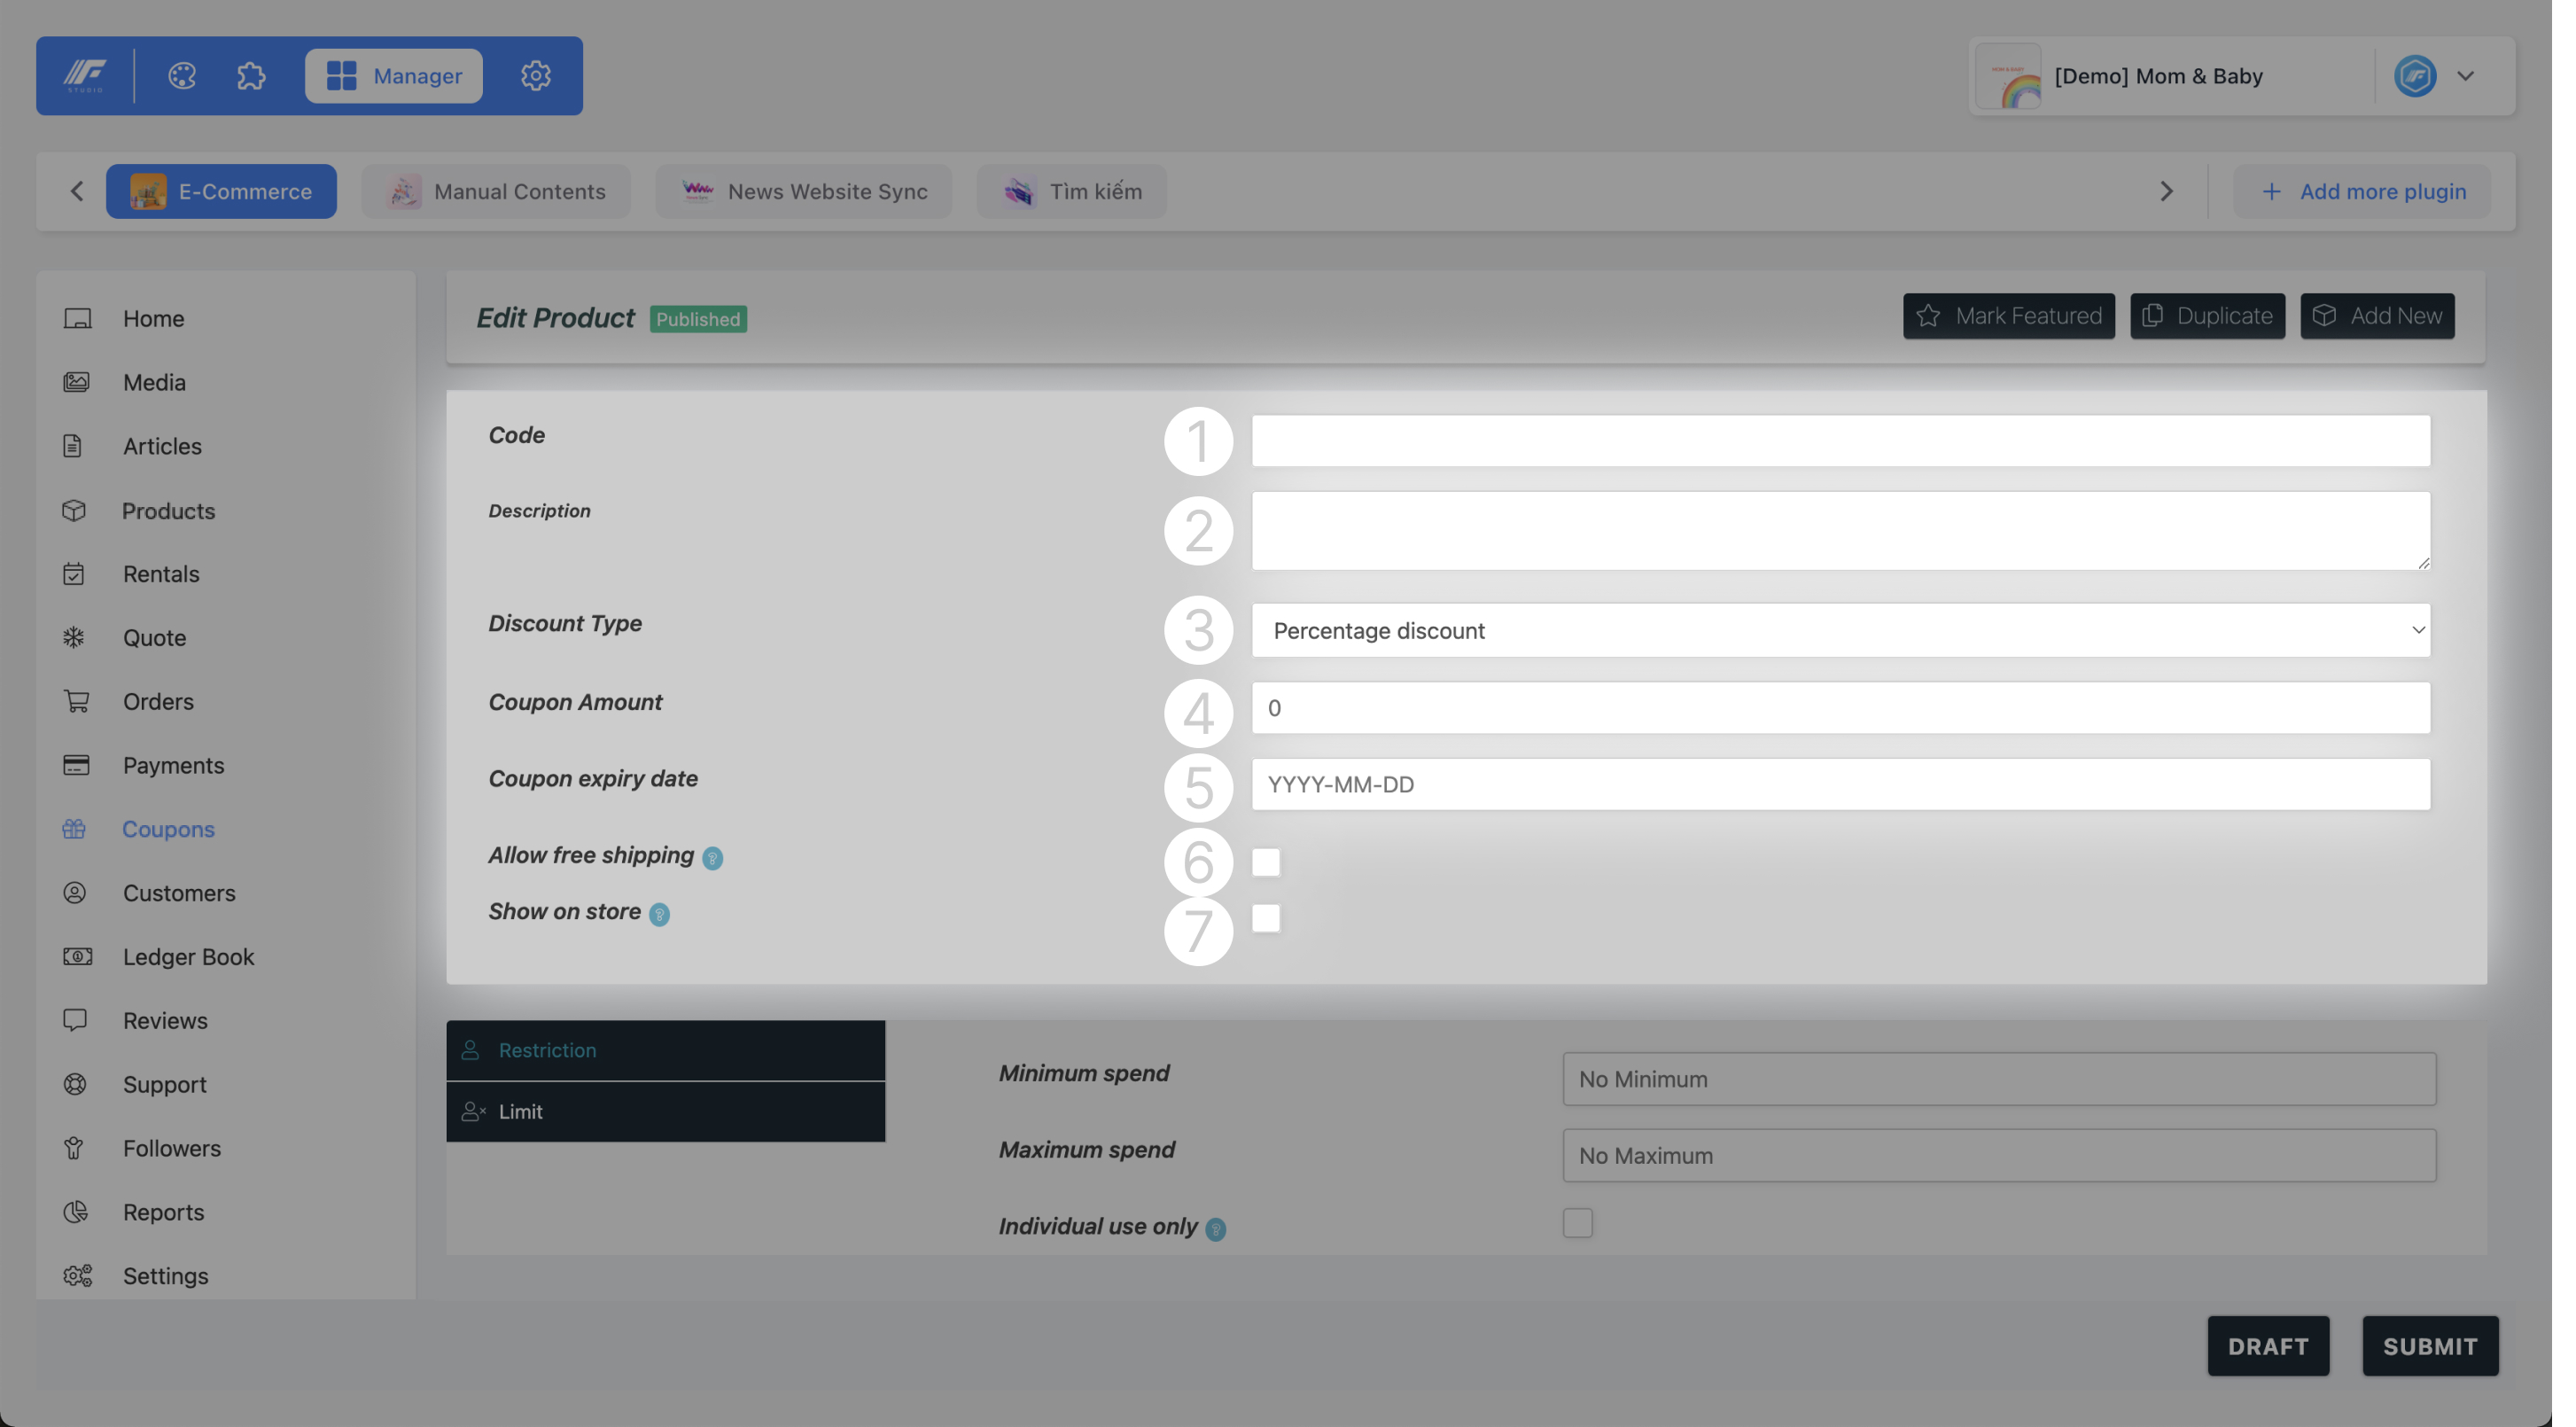 STUDIO
Manager
[Demo] Mom & Baby
E-Commerce
Manual Contents
News Website Sync
Tìm kiếm
+ Add more plugin
Home
Media
Articles
Products
Rentals
Quote
Orders
Payments
Coupons
Customers
Ledger Book
Reviews
Support
Followers
Reports
Settings
Edit Product Published
Mark Featured
Duplicate
Add New
Code 1
Description 2
Discount Type 3 Percentage discount
Coupon Amount 4 0
Coupon expiry date 5 YYYY-MM-DD
Allow free shipping ? 6
Show on store ? 7
Restriction
Limit
Minimum spend No Minimum
Maximum spend No Maximum
Individual use only ?
DRAFT
SUBMIT